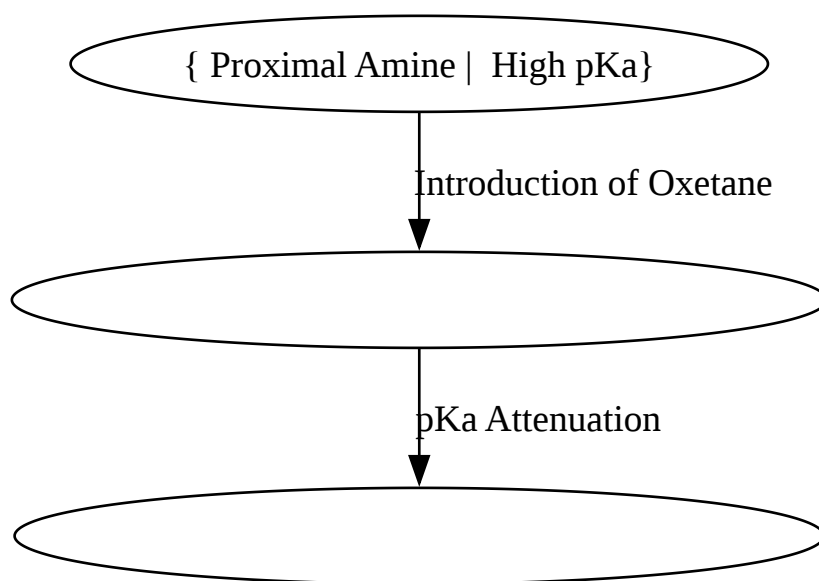 { Proximal Amine |  High pKa}
Introduction of Oxetane
pKa Attenuation